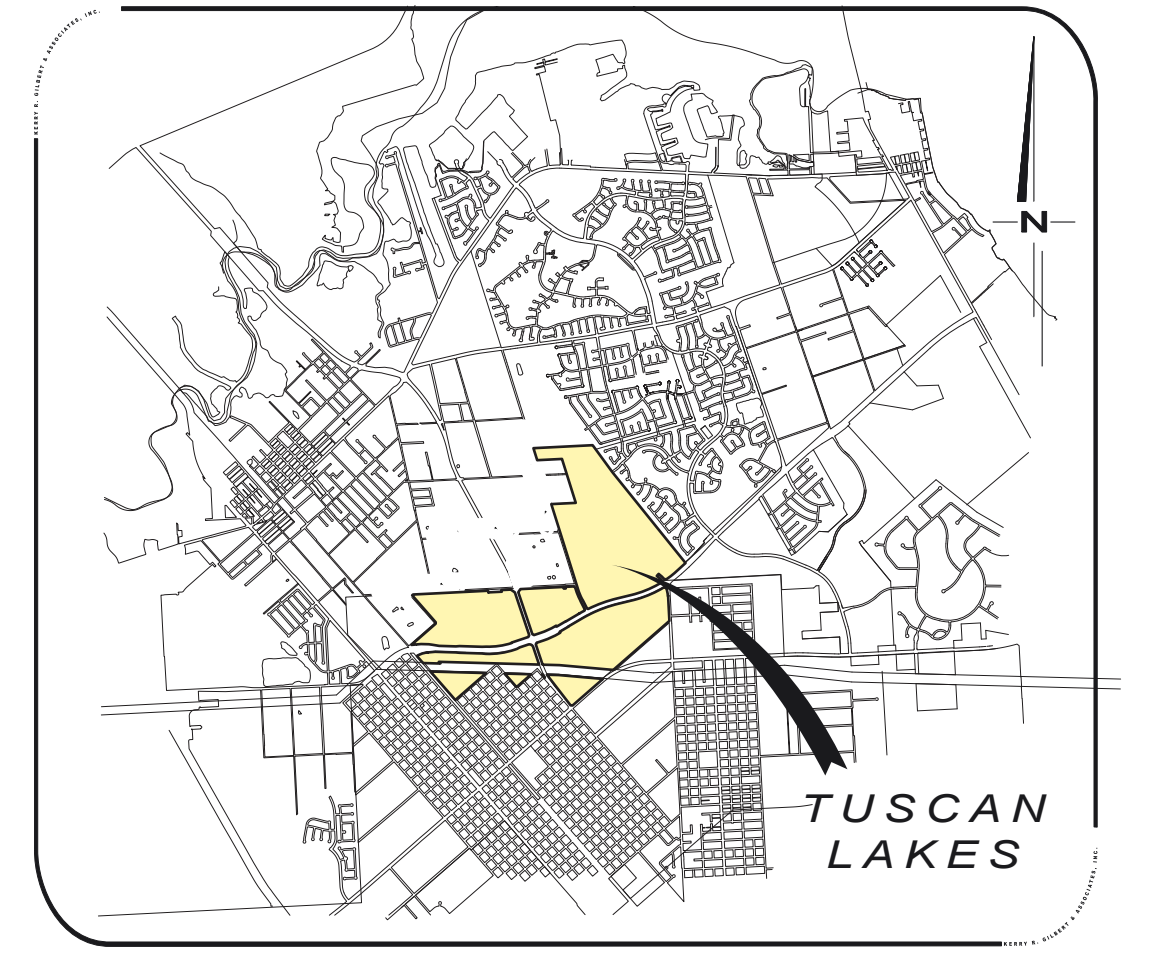 KERRY R. GILBERT & ASSOCIATES, INC.
N
TUSCAN
LAKES
KERRY R. GILBERT & ASSOCIATES, INC.